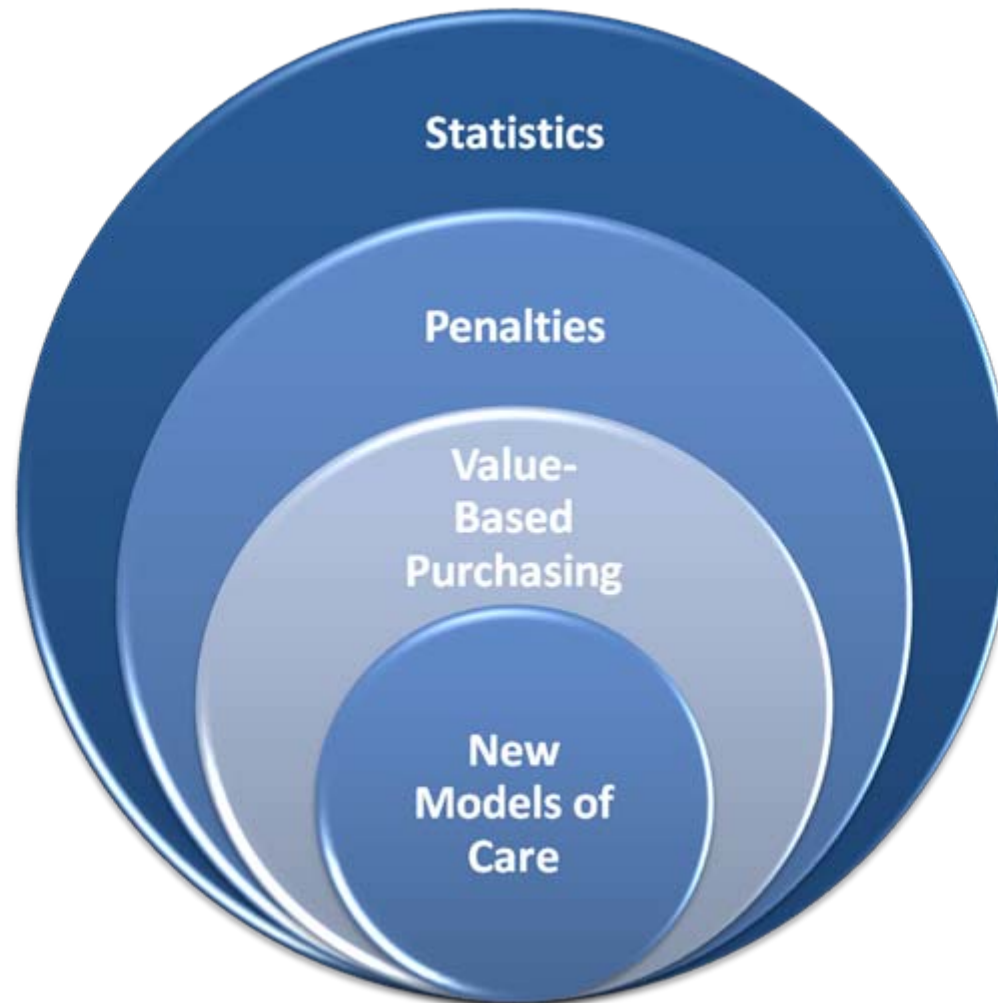 Statistics
Penalties
Value-
Based
Purchasing
New
Models of
Care